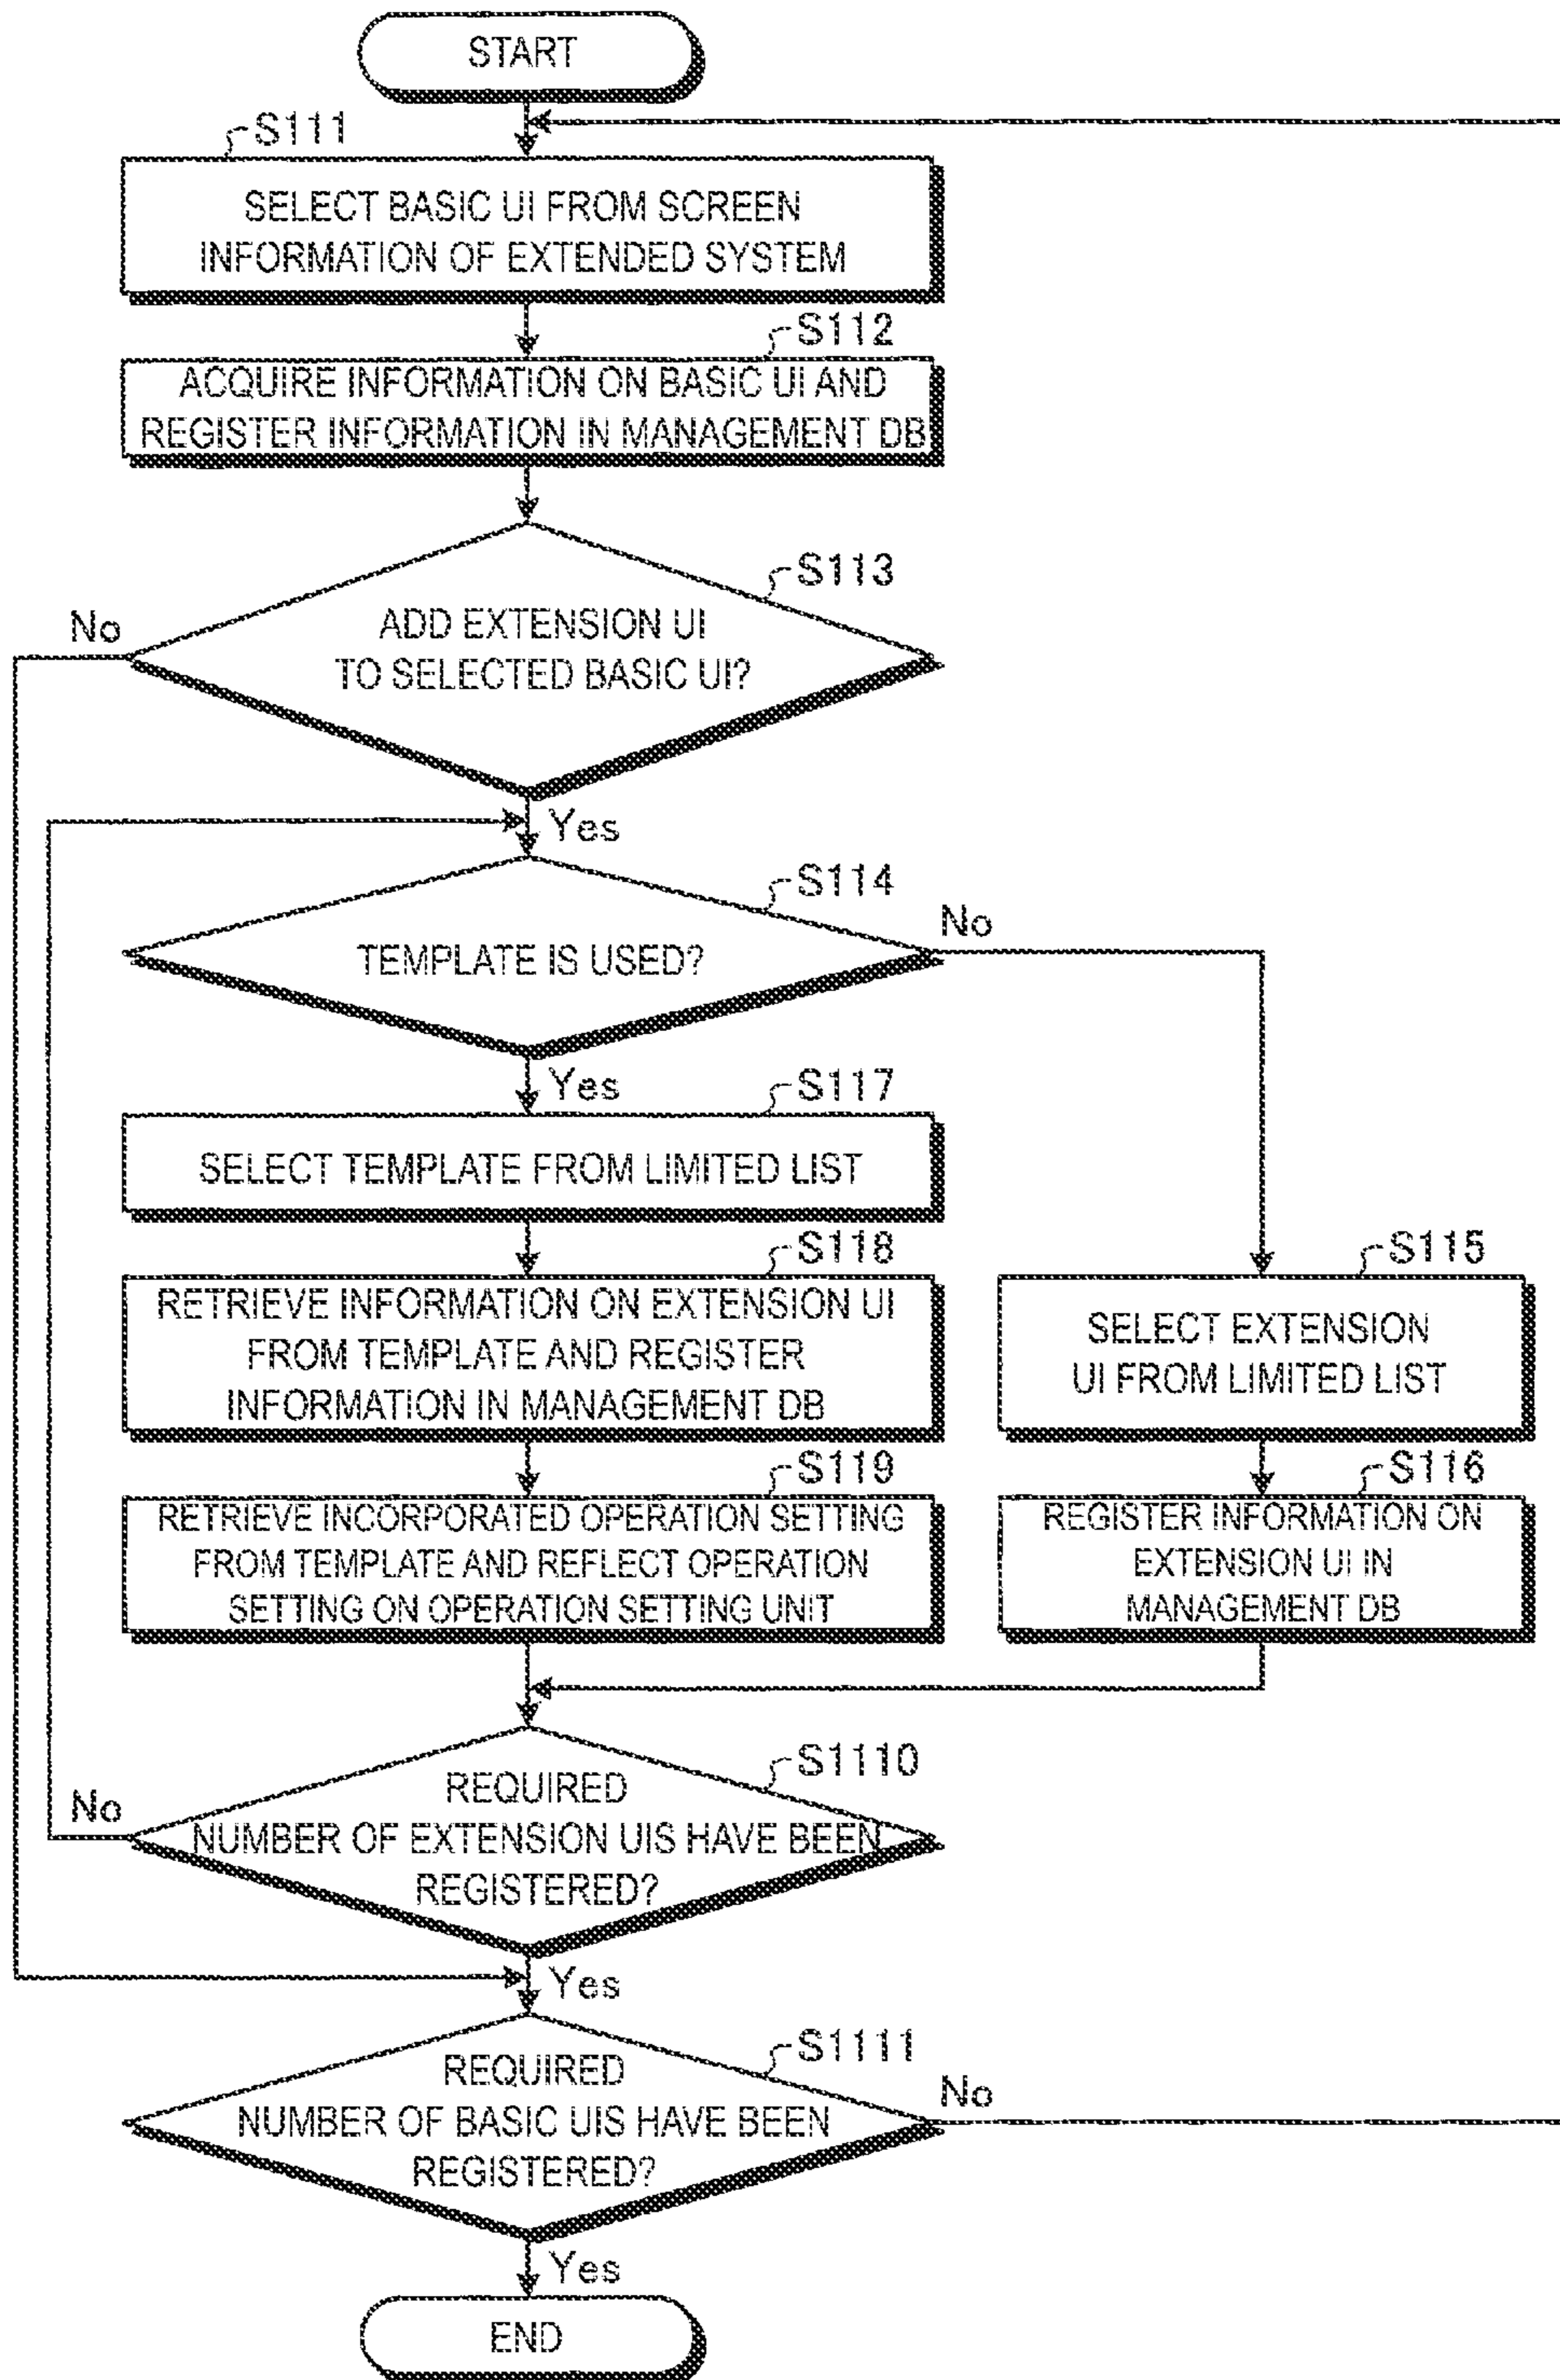 START
S111
SELECT BASIC UI FROM SCREEN
INFORMATION OF EXTENDED SYSTEM
S112
ACQUIRE INFORMATION ON BASIC UI AND
REGISTER INFORMATION IN MANAGEMENT DB
S113
No
ADD EXTENSION UI
TO SELECTED BASIC UI?
Yes
S114
No
TEMPLATE IS USED?
Yes
S117
SELECT TEMPLATE FROM LIMITED LIST
S118
RETRIEVE INFORMATION ON EXTENSION UI
FROM TEMPLATE AND REGISTER
INFORMATION IN MANAGEMENT DB
S115
SELECT EXTENSION
UI FROM LIMITED LIST
S119
RETRIEVE INCORPORATED OPERATION SETTING
FROM TEMPLATE AND REFLECT OPERATION
SETTING ON OPERATION SETTING UNIT
S116
REGISTER INFORMATION ON
EXTENSION UI IN
MANAGEMENT DB
S1110
No
REQUIRED
NUMBER OF EXTENSION UIS HAVE BEEN
REGISTERED?
Yes
S1111
No
REQUIRED
NUMBER OF BASIC UIS HAVE BEEN
REGISTERED?
Yes
END